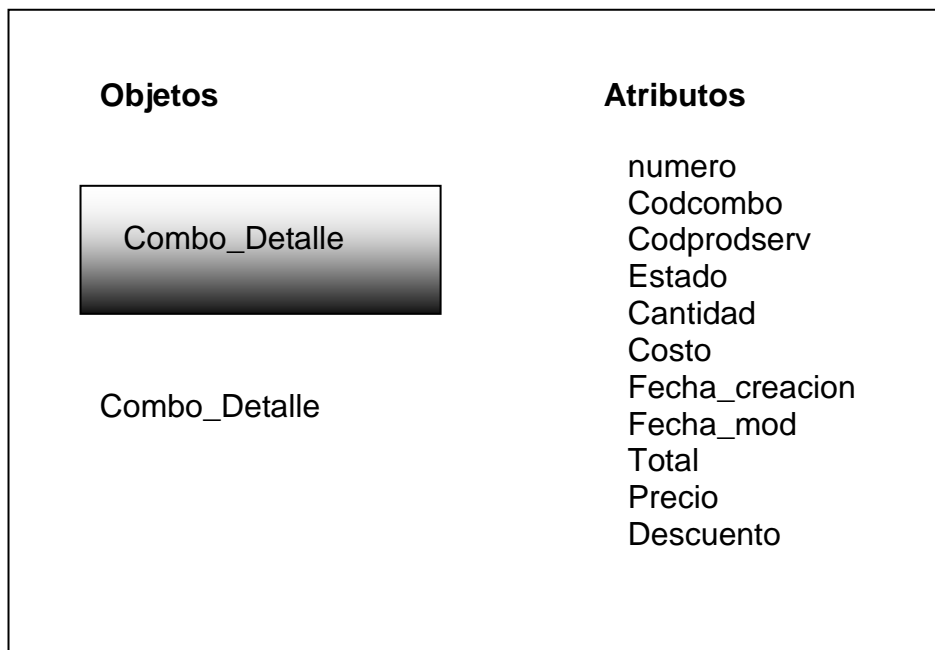 Objetos
Atributos
Combo_Detalle
Combo_Detalle
numero
Codcombo
Codprodserv
Estado
Cantidad
Costo
Fecha_creacion
Fecha_mod
Total
Precio
Descuento